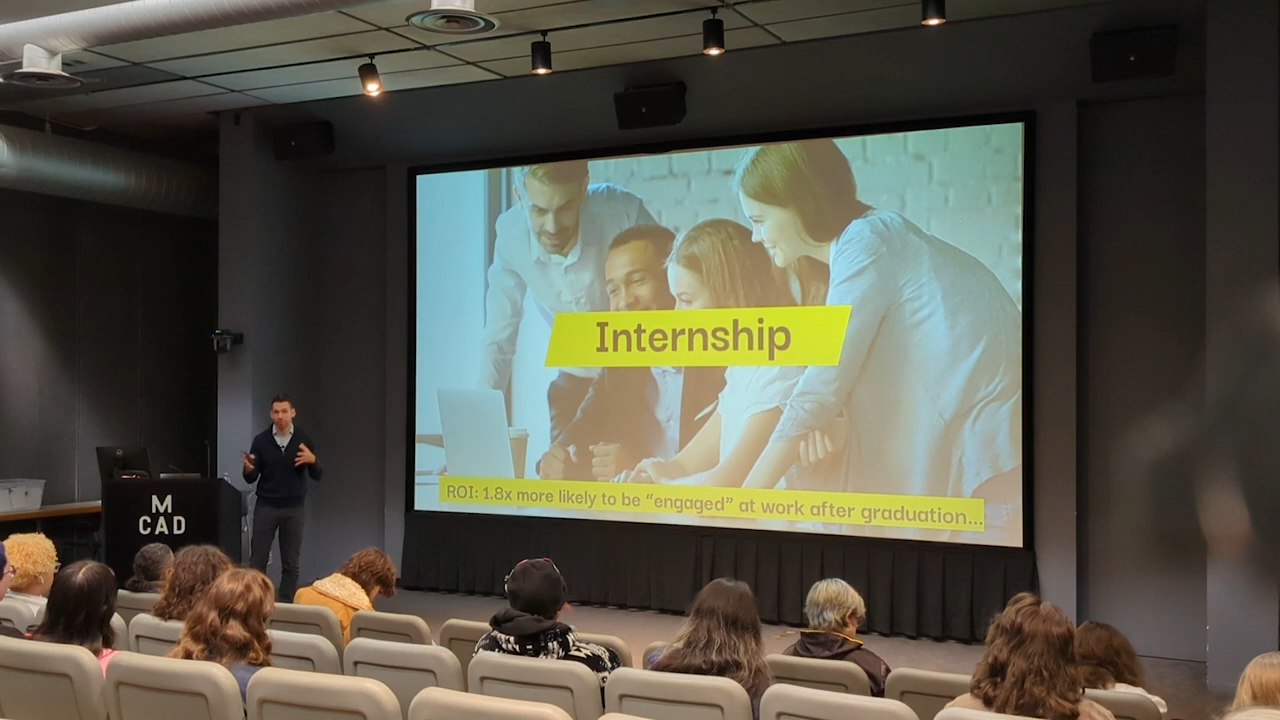 Internship
ROI: 1.8x more likely to be “engaged” at work after graduation...
M
CAD